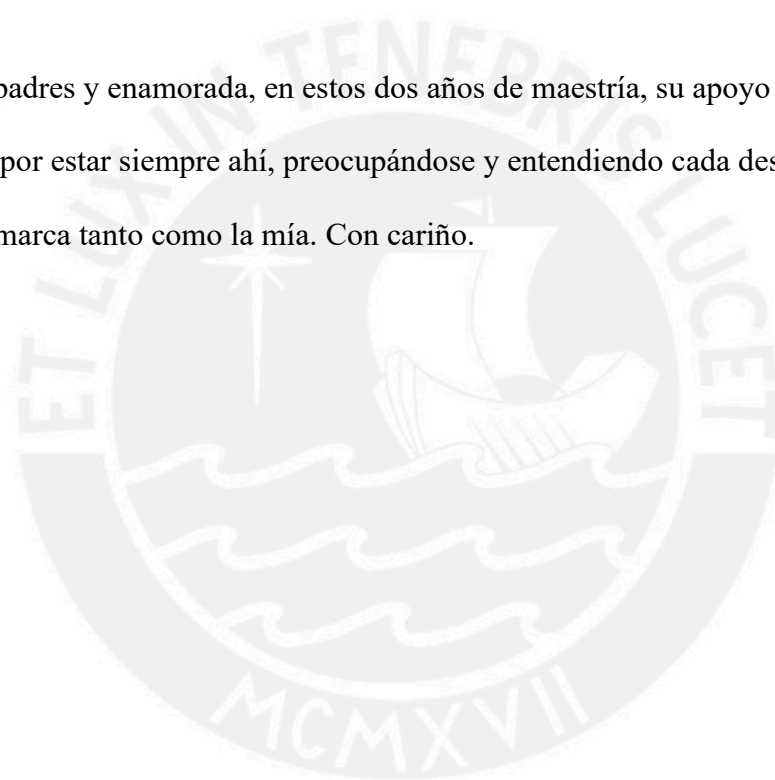 padres y enamorada, en estos dos años de maestría, su apoyo
por estar siempre ahí, preocupándose y entendiendo cada des
marca tanto como la mía. Con cariño.
ET LUX IN TENEBRIS LUCET
MCMXVII